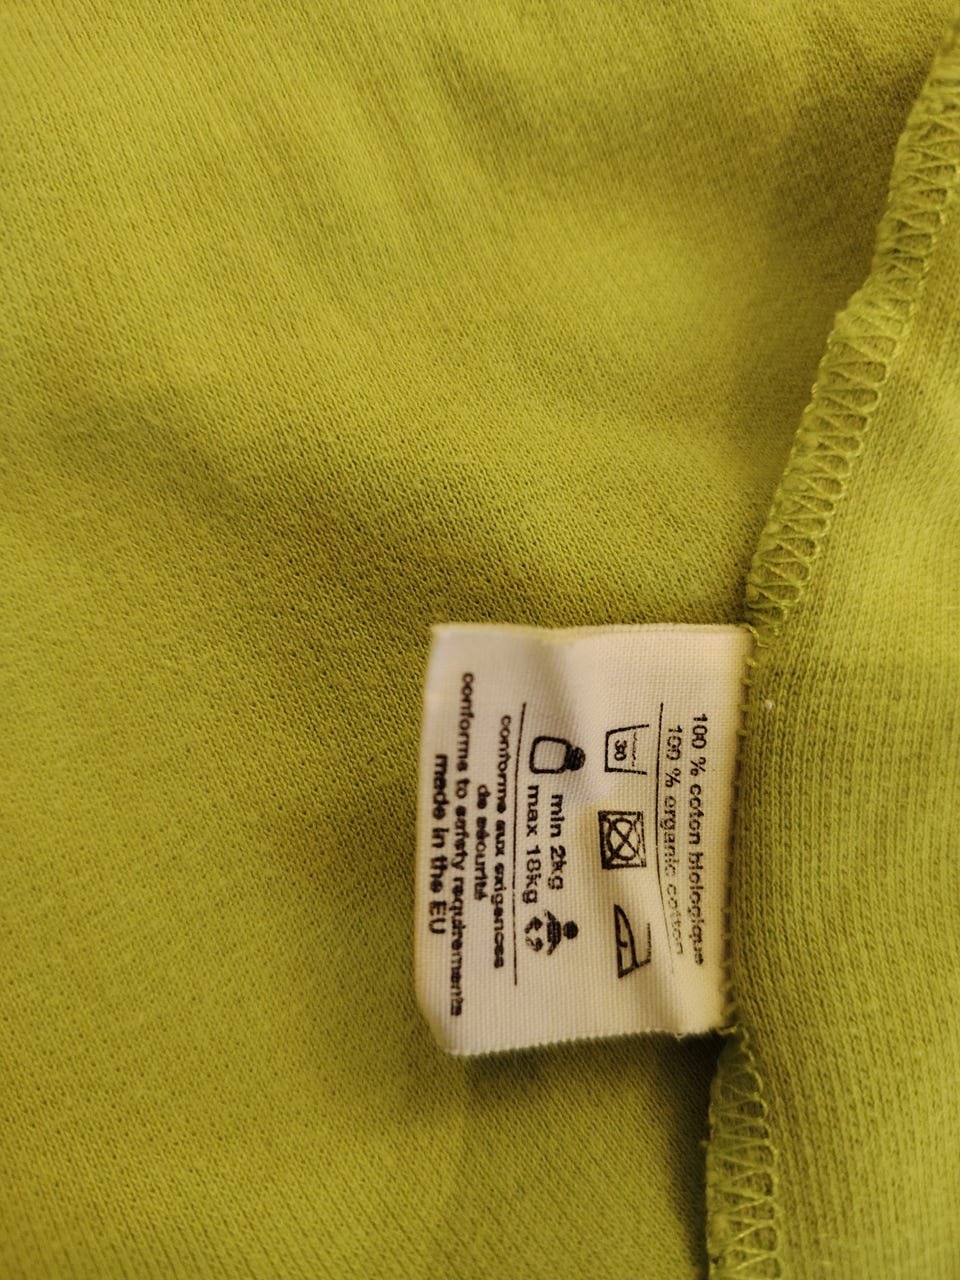 100 % coton biologique
100 % organic cotton
30
min 2kg
max 18kg
conforme aux exigences
de sécurité
conforms to safety requirements
made in the EU